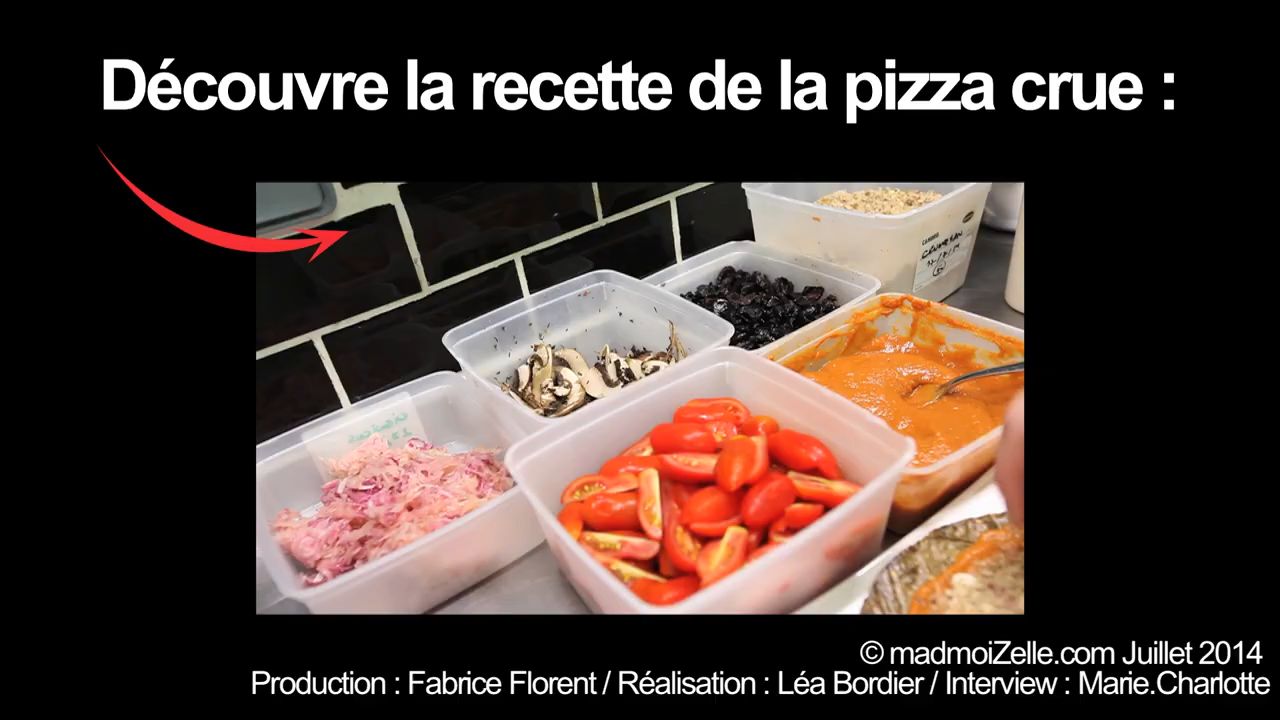 Découvre la recette de la pizza crue :
© madmoiZelle.com Juillet 2014
Production : Fabrice Florent / Réalisation : Léa Bordier / Interview : Marie.Charlotte